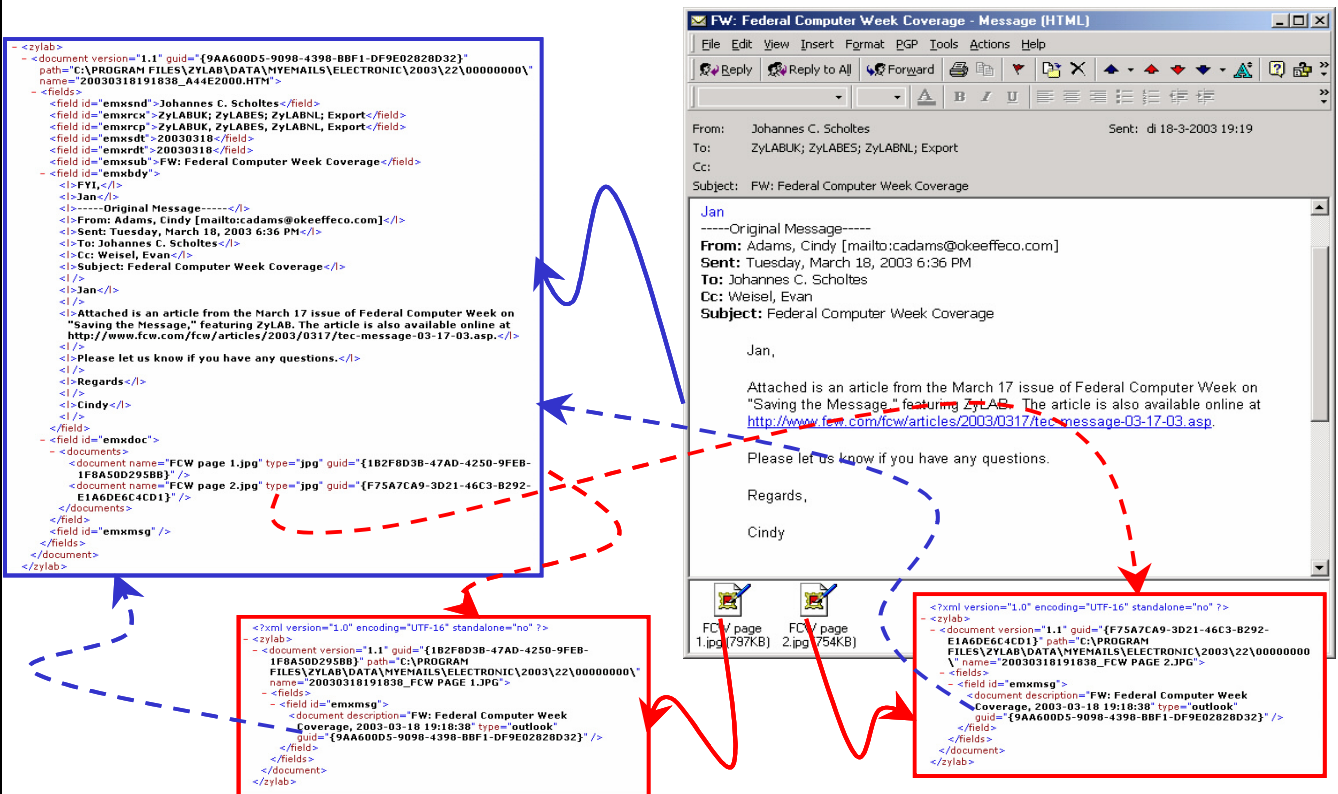 - <zylab>
- <document version="1.1" guid="{9AA600D5-9098-4398-BBF1-DF9E02828D32}"
path="C:\PROGRAM FILES\ZYLAB\DATA\MYEMAILS\ELECTRONIC\2003\22\00000000\"
name="20030318191838_A44E2000.HTM">
- <fields>
<field id="emxsnd">Johannes C. Scholtes</field>
<field id="emxrcx">ZyLABUK; ZyLABES; ZyLABNL; Export</field>
<field id="emxrcp">ZyLABUK, ZyLABES, ZyLABNL, Export</field>
<field id="emxsdt">20030318</field>
<field id="emxrdt">20030318</field>
<field id="emxsub">FW: Federal Computer Week Coverage</field>
- <field id="emxbdy">
<l>FYI,</l>
<l>Jan</l>
<l>-----Original Message-----</l>
<l>From: Adams, Cindy [mailto:cadams@okeeffeco.com]</l>
<l>Sent: Tuesday, March 18, 2003 6:36 PM</l>
<l>To: Johannes C. Scholtes</l>
<l>Cc: Weisel, Evan</l>
<l>Subject: Federal Computer Week Coverage</l>
<l />
<l>Jan</l>
<l />
<l>Attached is an article from the March 17 issue of Federal Computer Week on
"Saving the Message," featuring ZyLAB. The article is also available online at
http://www.fcw.com/fcw/articles/2003/0317/tec-message-03-17-03.asp.</l>
<l />
<l>Please let us know if you have any questions.</l>
<l />
<l>Regards</l>
<l />
<l>Cindy</l>
<l />
</field>
- <field id="emxdoc">
- <documents>
<document name="FCW page 1.jpg" type="jpg" guid="{1B2F8D3B-47AD-4250-9FEB-
1F8A50D295BB}" />
<document name="FCW page 2.jpg" type="jpg" guid="{F75A7CA9-3D21-46C3-B292-
E1A6DE6C4CD1}" />
</documents>
</field>
<field id="emxmsg" />
</fields>
</document>
</zylab>
FW: Federal Computer Week Coverage - Message (HTML)
File Edit View Insert Format PGP Tools Actions Help
Reply Reply to All Forward
A B I U
From: Johannes C. Scholtes Sent: di 18-3-2003 19:19
To: ZyLABUK; ZyLABES; ZyLABNL; Export
Cc:
Subject: FW: Federal Computer Week Coverage
Jan
-----Original Message-----
From: Adams, Cindy [mailto:cadams@okeeffeco.com]
Sent: Tuesday, March 18, 2003 6:36 PM
To: Johannes C. Scholtes
Cc: Weisel, Evan
Subject: Federal Computer Week Coverage
Jan,
Attached is an article from the March 17 issue of Federal Computer Week on
"Saving the Message," featuring ZyLAB. The article is also available online at
http://www.fcw.com/fcw/articles/2003/0317/tec-message-03-17-03.asp.
Please let us know if you have any questions.
Regards,
Cindy
FCW page
1.jpg (797KB)
FCW page
2.jpg (754KB)
<?xml version="1.0" encoding="UTF-16" standalone="no" ?>
- <zylab>
- <document version="1.1" guid="{1B2F8D3B-47AD-4250-9FEB-
1F8A50D295BB}" path="C:\PROGRAM
FILES\ZYLAB\DATA\MYEMAILS\ELECTRONIC\2003\22\00000000\"
name="20030318191838_FCW PAGE 1.JPG">
- <fields>
- <field id="emxmsg">
<document description="FW: Federal Computer Week
Coverage, 2003-03-18 19:18:38" type="outlook"
guid="{9AA600D5-9098-4398-BBF1-DF9E02828D32}" />
</field>
</fields>
</document>
</zylab>
<?xml version="1.0" encoding="UTF-16" standalone="no" ?>
- <zylab>
- <document version="1.1" guid="{F75A7CA9-3D21-46C3-B292-
E1A6DE6C4CD1}" path="C:\PROGRAM
FILES\ZYLAB\DATA\MYEMAILS\ELECTRONIC\2003\22\00000000
\" name="20030318191838_FCW PAGE 2.JPG">
- <fields>
- <field id="emxmsg">
<document description="FW: Federal Computer Week
Coverage, 2003-03-18 19:18:38" type="outlook"
guid="{9AA600D5-9098-4398-BBF1-DF9E02828D32}" />
</field>
</fields>
</document>
</zylab>